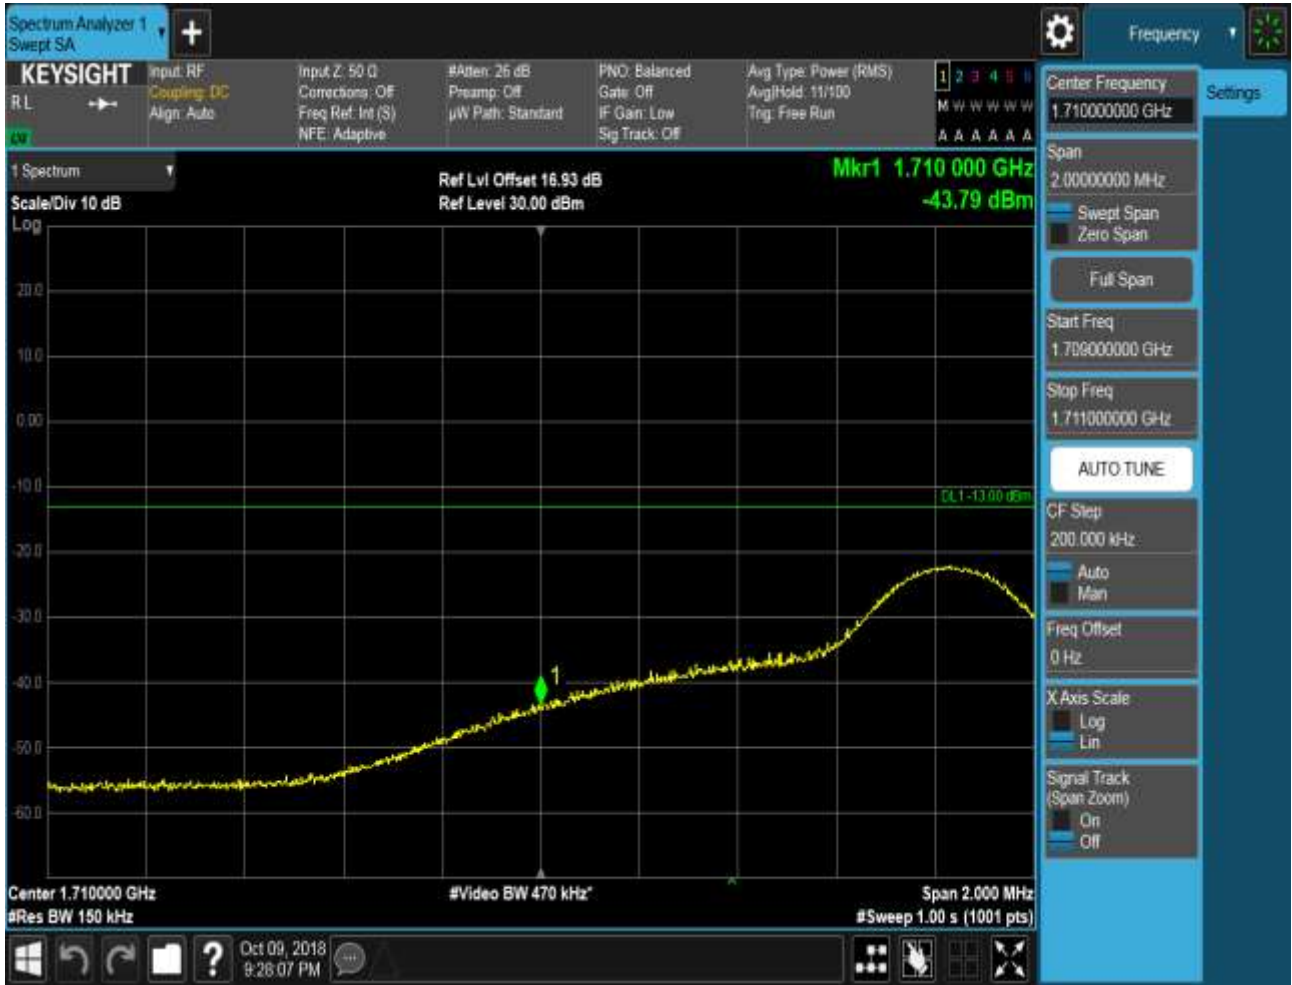 Spectrum Analyzer 1
Swept SA
Frequency
KEYSIGHT
R L
Input: RF
Coupling: DC
Align: Auto
Input Z: 50 Ω
Corrections: Off
Freq Ref: Int (S)
NFE: Adaptive
#Atten: 26 dB
Preamp: Off
µW Path: Standard
PNO: Balanced
Gate: Off
IF Gain: Low
Sig Track: Off
Avg Type: Power (RMS)
Avg|Hold: 11/100
Trig: Free Run
1 2 3 4 5 6
M W W W W W
A A A A A A
1 Spectrum
Scale/Div 10 dB
Log
Ref Lvl Offset 16.93 dB
Ref Level 30.00 dBm
Mkr1 1.710 000 GHz
-43.79 dBm
20.0
10.0
0.00
-10.0
-20.0
-30.0
-40.0
-50.0
-60.0
DL1 -13.00 dBm
1
Center 1.710000 GHz
#Res BW 150 kHz
#Video BW 470 kHz*
Span 2.000 MHz
#Sweep 1.00 s (1001 pts)
Center Frequency
1.710000000 GHz
Settings
Span
2.00000000 MHz
Swept Span
Zero Span
Full Span
Start Freq
1.709000000 GHz
Stop Freq
1.711000000 GHz
AUTO TUNE
CF Step
200.000 kHz
Auto
Man
Freq Offset
0 Hz
X Axis Scale
Log
Lin
Signal Track
(Span Zoom)
On
Off
?
Oct 09, 2018
9:28:07 PM